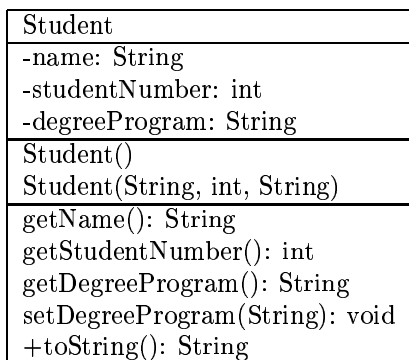 Student
-name: String
-studentNumber: int
-degreeProgram: String
Student()
Student(String, int, String)
getName(): String
getStudentNumber(): int
getDegreeProgram(): String
setDegreeProgram(String): void
+toString(): String